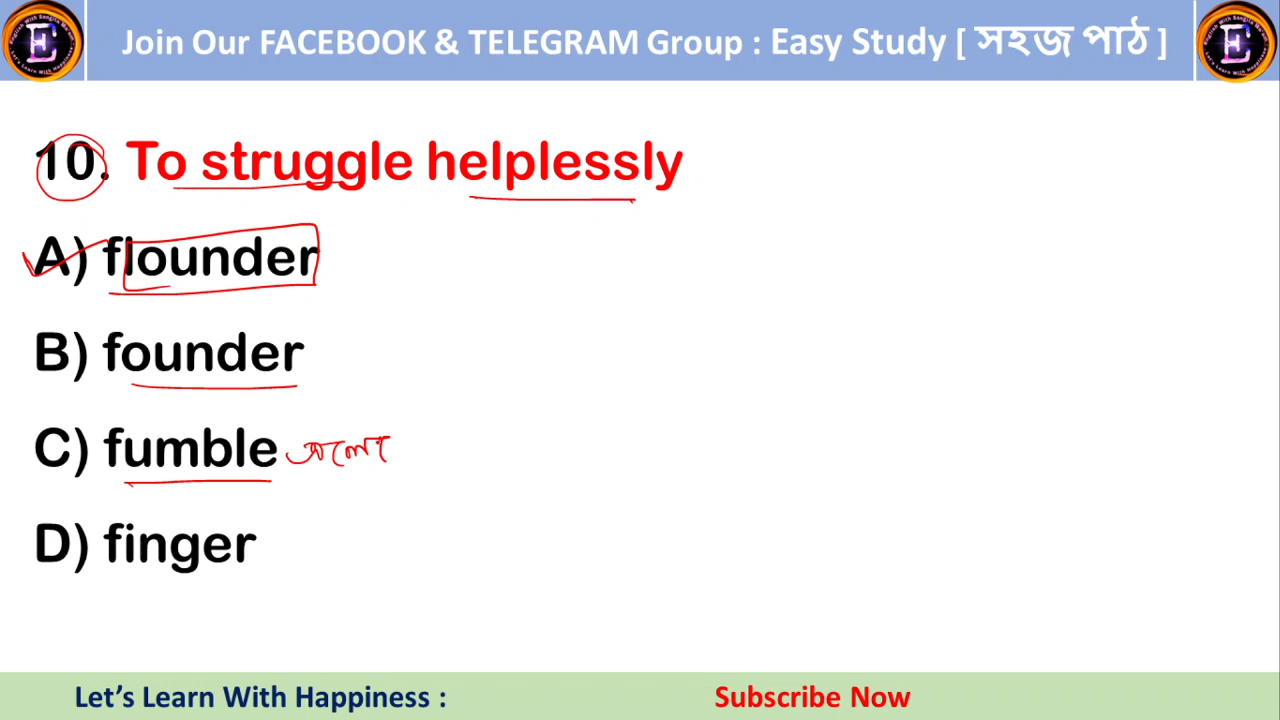 Join Our FACEBOOK & TELEGRAM Group : Easy Study [ সহজ পাঠ ]
10. To struggle helplessly
A) flounder
B) founder
C) fumble
D) finger
Let's Learn With Happiness : Subscribe Now